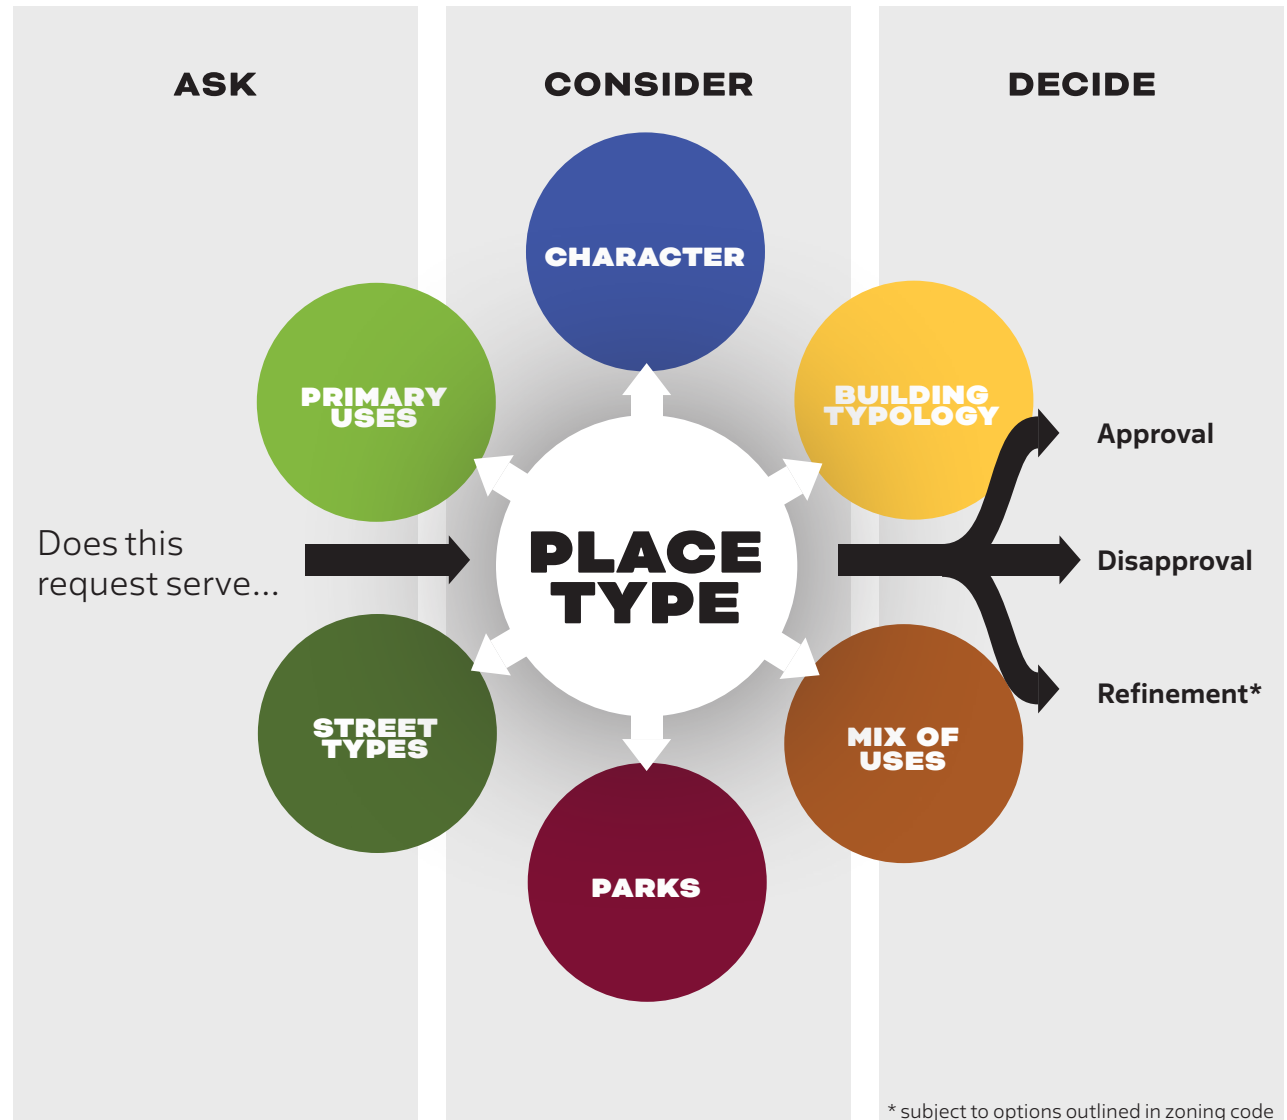 ASK
CONSIDER
DECIDE
CHARACTER
PRIMARY
USES
BUILDING
TYPOLOGY
Approval
Does this
request serve...
PLACE
TYPE
Disapproval
Refinement*
STREET
TYPES
MIX OF
USES
PARKS
* subject to options outlined in zoning code